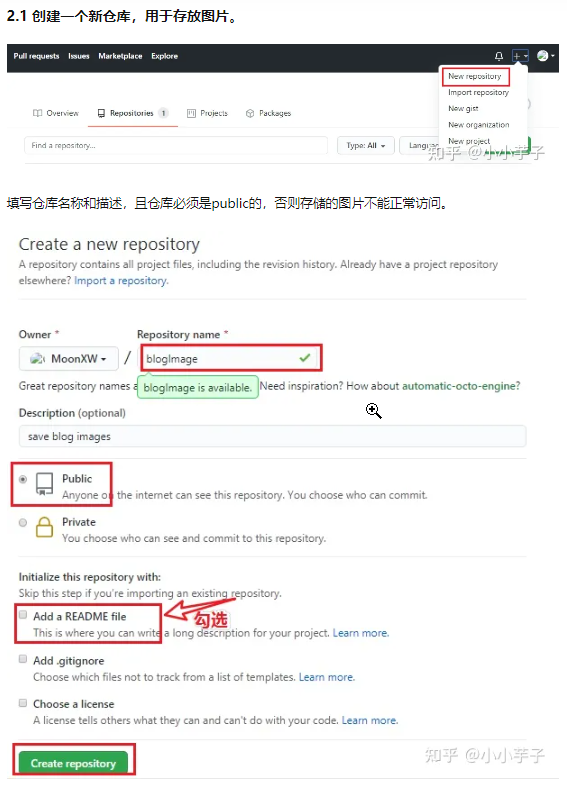 2.1 创建一个新仓库，用于存放图片。
Pull requests Issues Marketplace Explore
New repository
Import repository
New gist
New organization
New project
Overview Repositories 1 Projects Packages
Find a repository... Type: All
知乎 @小小芋子
填写仓库名称和描述，且仓库必须是public的，否则存储的图片不能正常访问。
Create a new repository
A repository contains all project files, including the revision history. Already have a project repository
elsewhere? Import a repository.
Owner * Repository name *
MoonXW / blogImage
Great repository names blogImage is available. Need inspiration? How about automatic-octo-engine?
Description (optional)
save blog images
Public
Anyone on the internet can see this repository. You choose who can commit.
Private
You choose who can see and commit to this repository.
Initialize this repository with:
Skip this step if you're importing an existing repository.
Add a README file
勾选
This is where you can write a long description for your project. Learn more.
Add .gitignore
Choose which files not to track from a list of templates. Learn more.
Choose a license
A license tells others what they can and can't do with your code. Learn more.
Create repository
知乎 @小小芋子